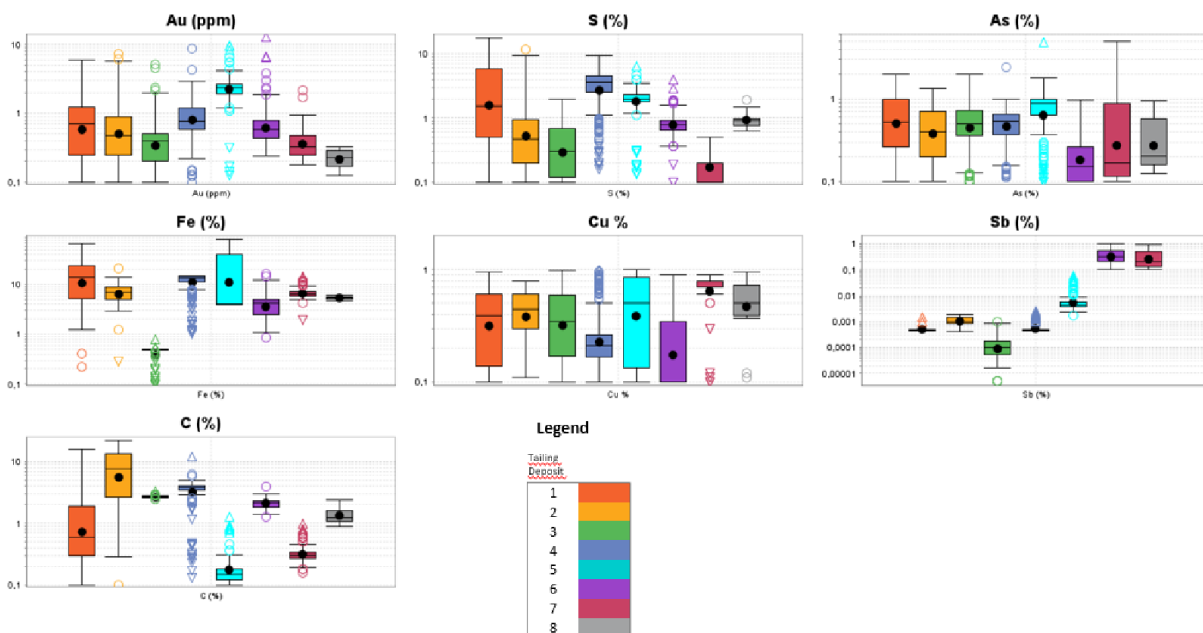 Au (ppm)
10
1
0,1
Au (ppm)
S (%)
10
1
0,1
S (%)
As (%)
1
0,1
As (%)
Fe (%)
10
1
0,1
Fe (%)
Cu %
1
0,1
Cu %
Sb (%)
1
0,1
0,01
0,001
0,0001
0,00001
Sb (%)
C (%)
10
1
0,1
C (%)
Legend
Tailing
Deposit
1
2
3
4
5
6
7
8